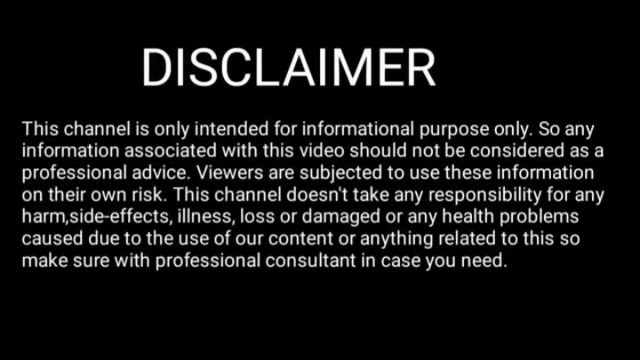 DISCLAIMER
This channel is only intended for informational purpose only. So any
information associated with this video should not be considered as a
professional advice. Viewers are subjected to use these information
on their own risk. This channel doesn't take any responsibility for any
harm,side-effects, illness, loss or damaged or any health problems
caused due to the use of our content or anything related to this so
make sure with professional consultant in case you need.